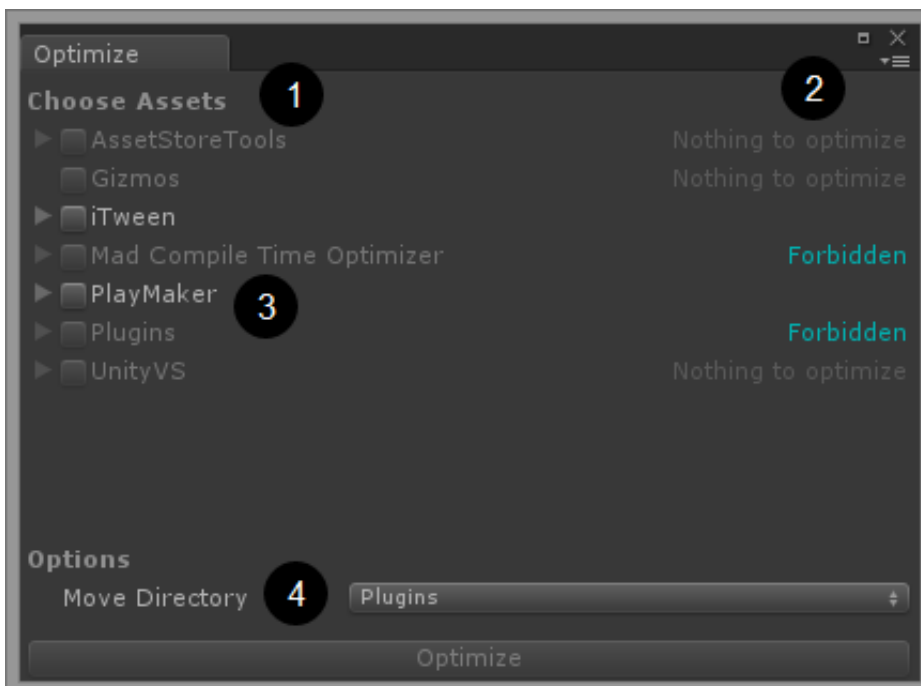 Optimize
Choose Assets 1 2
AssetStoreTools Nothing to optimize
Gizmos Nothing to optimize
iTween
Mad Compile Time Optimizer Forbidden
PlayMaker 3
Plugins Forbidden
UnityVS Nothing to optimize
Options
Move Directory 4 Plugins
Optimize